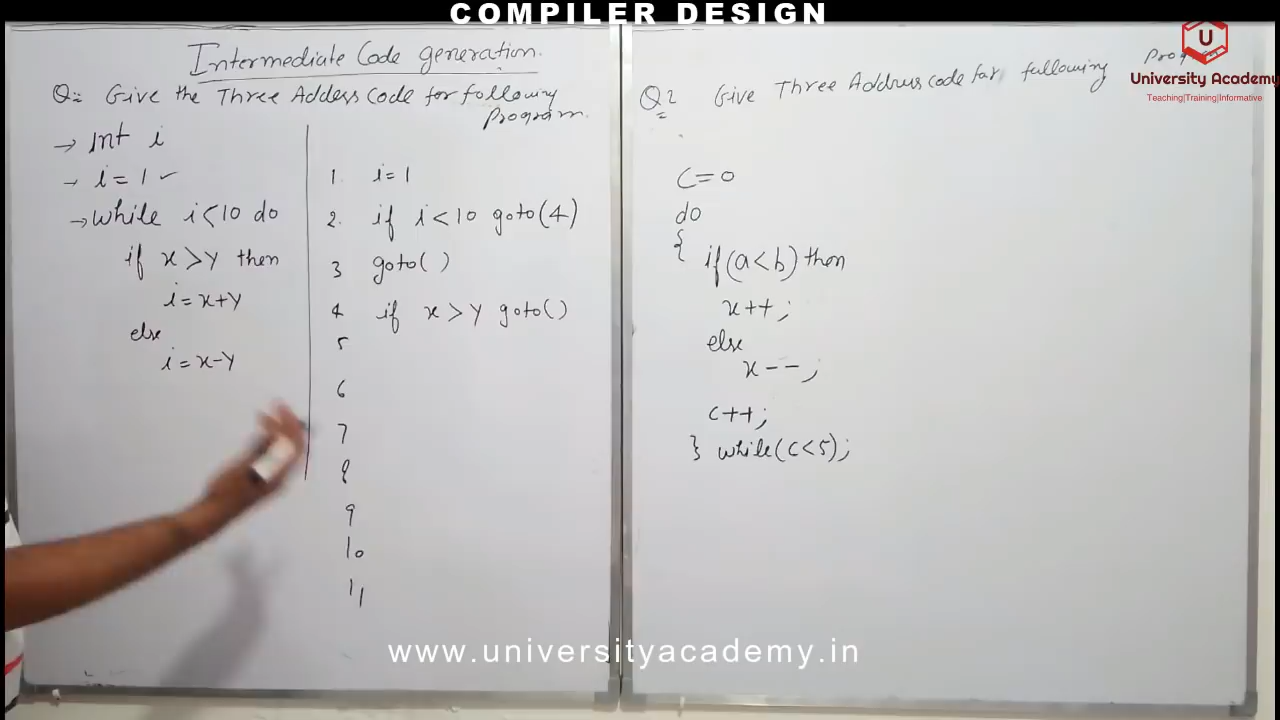 COMPILER DESIGN
Intermediate Code generation.
Q:- Give the Three Addess Code for following
Program.
→ Int i
→ i=1 ✓
→ while i<10 do
if x>y then
i=x+y
else
i=x-y
1. i=1
2. if i<10 goto(4)
3 goto( )
4 if x>y goto( )
5
6
7
8
9
10
11
Q2 Give Three Address code for following Program
c=0
do
{ if(a<b) then
x++;
else
x--;
c++;
} while(c<5);
U
University Academy
Teaching|Training|Informative
www.universityacademy.in